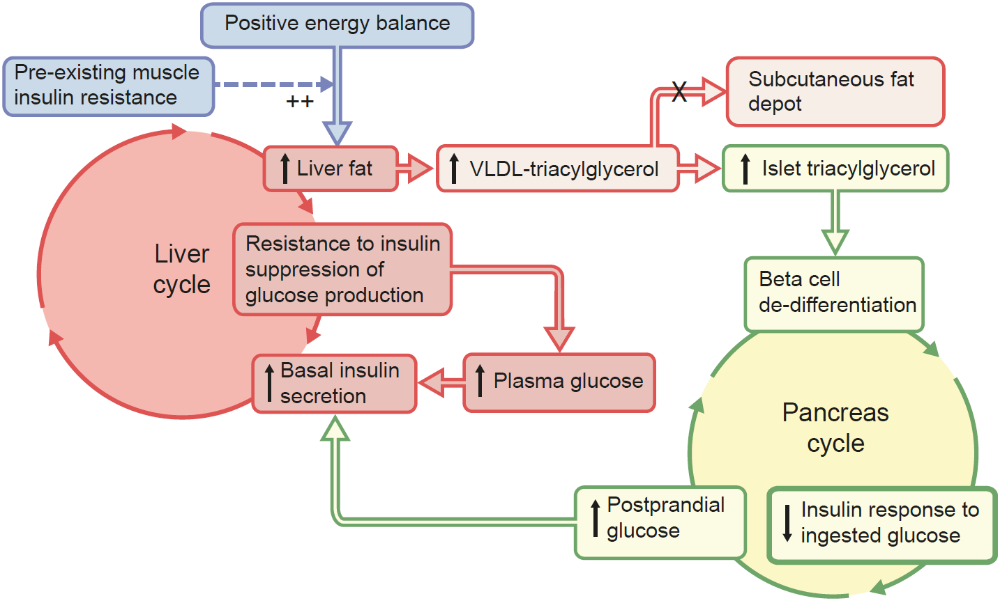 Positive energy balance
Pre-existing muscle
insulin resistance
++
X
Subcutaneous fat
depot
Liver fat
VLDL-triacylglycerol
Islet triacylglycerol
Liver
cycle
Resistance to insulin
suppression of
glucose production
Beta cell
de-differentiation
Basal insulin
secretion
Plasma glucose
Pancreas
cycle
Postprandial
glucose
Insulin response to
ingested glucose